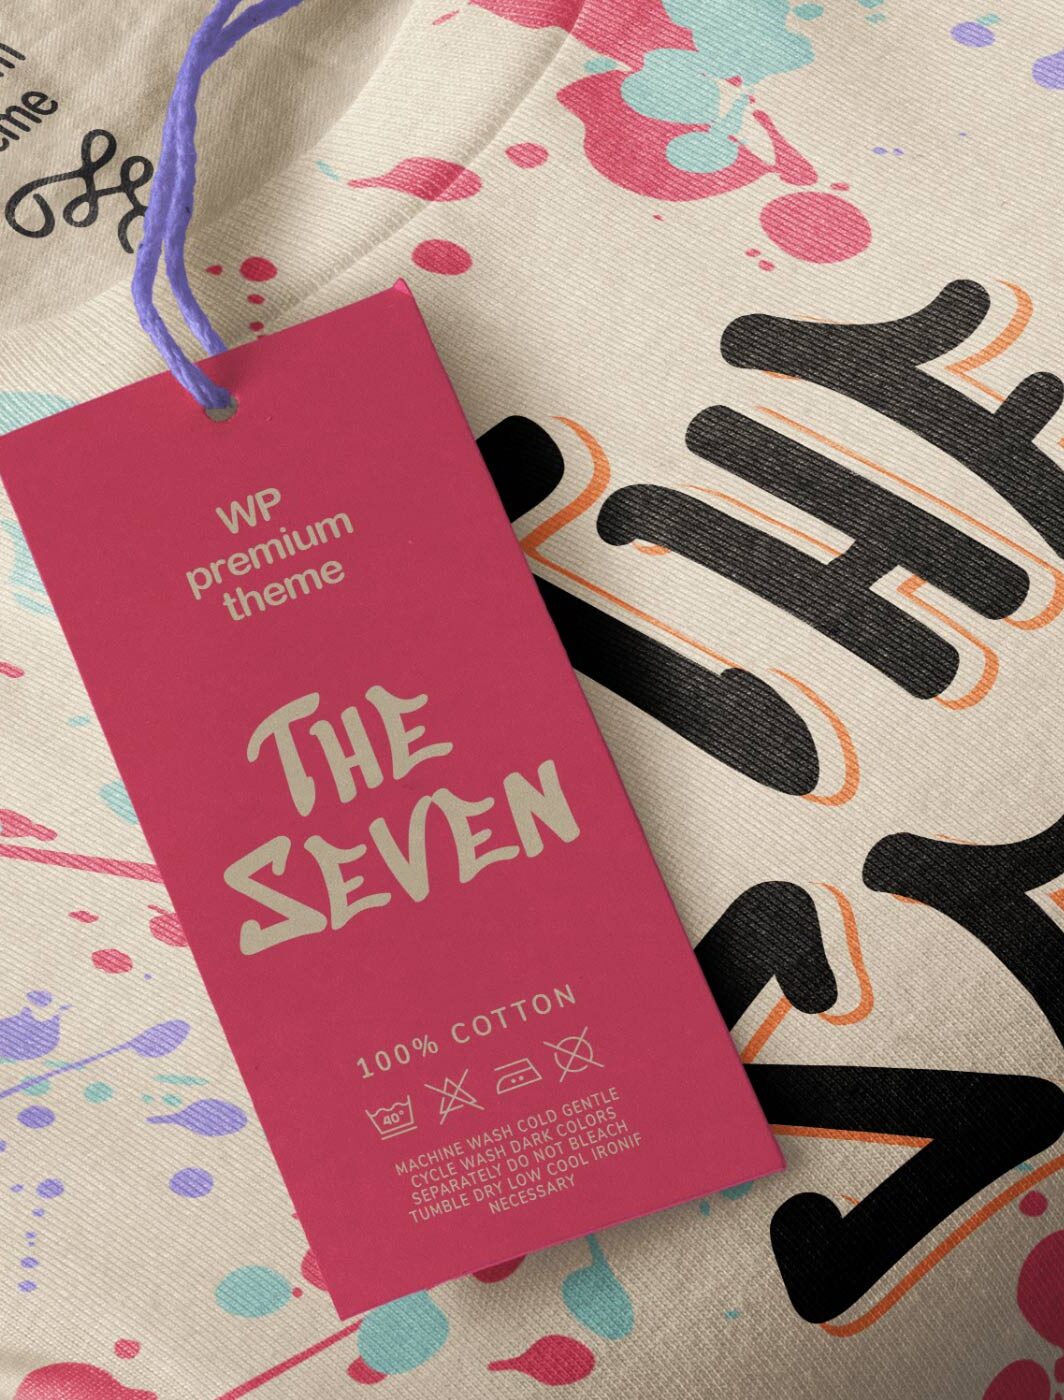 WP
premium
theme
THE
SEVEN
100% COTTON
40°
MACHINE WASH COLD GENTLE
CYCLE WASH DARK COLORS
SEPARATELY DO NOT BLEACH
TUMBLE DRY LOW COOL IRONIF
NECESSARY